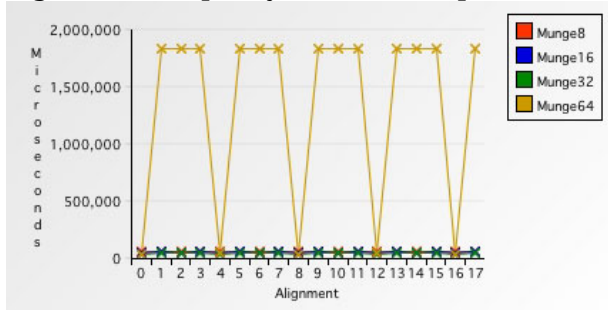 2,000,000
1,500,000
1,000,000
500,000
0
Microseconds
0 1 2 3 4 5 6 7 8 9 10 11 12 13 14 15 16 17
Alignment
Munge8
Munge16
Munge32
Munge64